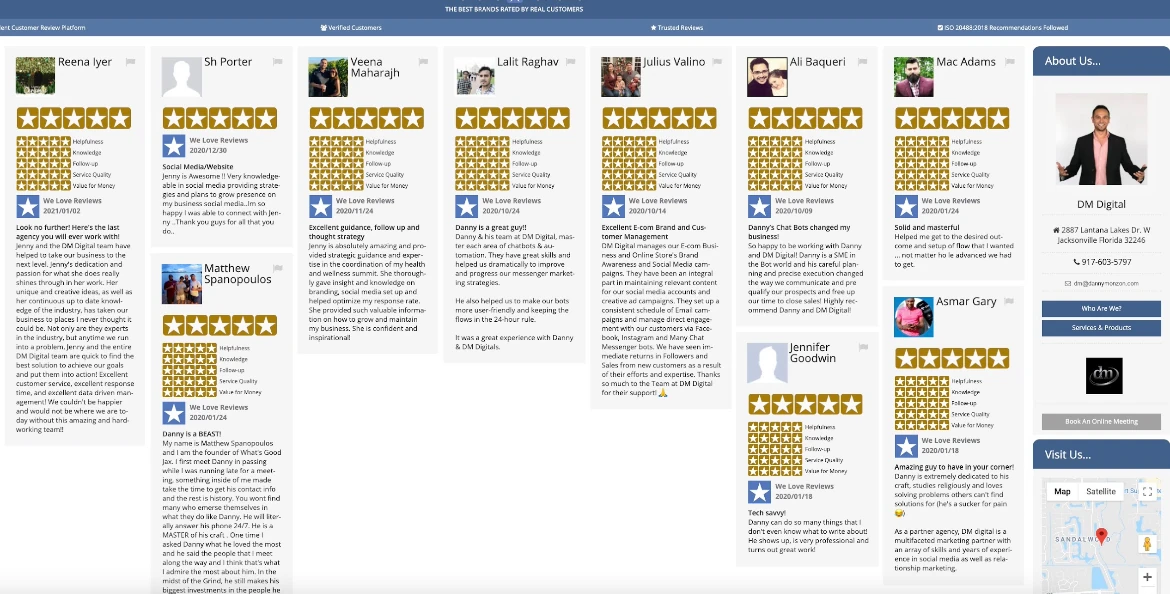 THE BEST BRANDS RATED BY REAL CUSTOMERS
ent Customer Review Platform
Verified Customers
Trusted Reviews
ISO 20488:2018 Recommendations Followed
Reena Iyer
Helpfulness
Knowledge
Follow-up
Service Quality
Value for Money
We Love Reviews
2021/01/02
Look no further! Here's the last
agency you will ever work with!
Jenny and the DM Digital team have
helped to take our business to the
next level. Jenny's dedication and
passion for what she does really
shines through in her work. Her
unique and creative ideas, as well as
her continuous up to date knowl-
edge of the industry, has taken our
business to places I never thought it
could be. Not only are they experts
in the industry, but anytime we run
into a problem, Jenny and the entire
DM Digital team are quick to find the
best solution to achieve our goals
and put them into action! Excellent
customer service, excellent response
time, and excellent data driven man-
agement! We couldn't be happier
and would not be where we are to-
day without this amazing and hard-
working team!!
Sh Porter
We Love Reviews
2020/12/30
Social Media/Website
Jenny is Awesome !! Very knowledge-
able in social media providing strate-
gies and plans to grow presence on
my business social media..Im so
happy I was able to connect with Jen-
ny ..Thank you guys for all that you
do..
Matthew
Spanopoulos
Helpfulness
Knowledge
Follow-up
Service Quality
Value for Money
We Love Reviews
2020/01/24
Danny is a BEAST!
My name is Matthew Spanopoulos
and I am the founder of What's Good
Jax. I first meet Danny in passing
while I was running late for a meet-
ing, something inside of me made
take the time to get his contact info
and the rest is history. You wont find
many who emerse themselves in
what they do like Danny. He will liter-
ally answer his phone 24/7. He is a
MASTER of his craft . One time I
asked Danny what he loved the most
and he said the people that I meet
along the way and I think that's what
I admire the most about him. In the
midst of the Grind, he still makes his
biggest investments in the people he
Veena
Maharajh
Helpfulness
Knowledge
Follow-up
Service Quality
Value for Money
We Love Reviews
2020/11/24
Excellent guidance, follow up and
thought strategy
Jenny is absolutely amazing and pro-
vided strategic guidance and expert-
ise in the coordination of my health
and wellness summit. She thorough-
ly gave insight and knowledge on
branding, social media set up and
helped optimize my response rate.
She provided such valuable informa-
tion on how to grow and maintain
my business. She is confident and
inspirational!
Lalit Raghav
Helpfulness
Knowledge
Follow-up
Service Quality
Value for Money
We Love Reviews
2020/10/24
Danny is a great guy!!
Danny & his team at DM Digital, mas-
ter each area of chatbots & au-
tomation. They have great skills and
helped us dramatically to improve
and progress our messenger market-
ing strategies.
He also helped us to make our bots
more user-friendly and keeping the
flows in the 24-hour rule.
It was a great experience with Danny
& DM Digitals.
Julius Valino
Helpfulness
Knowledge
Follow-up
Service Quality
Value for Money
We Love Reviews
2020/10/14
Excellent E-com Brand and Cus-
tomer Management
DM Digital manages our E-com Busi-
ness and Online Store's Brand
Awareness and Social Media cam-
paigns. They have been an integral
part in maintaining relevant content
for our social media accounts and
creative ad campaigns. They set up a
consistent schedule of Email cam-
paigns and manage direct engage-
ment with our customers via Face-
book, Instagram and Many Chat
Messenger bots. We have seen im-
mediate returns in Followers and
Sales from new customers as a result
of their efforts and expertise. Thanks
so much to the Team at DM Digital
for their support! 🙏
Ali Baqueri
Helpfulness
Knowledge
Follow-up
Service Quality
Value for Money
We Love Reviews
2020/10/09
Danny's Chat Bots changed my
business!
So happy to be working with Danny
and DM Digital! Danny is a SME in
the Bot world and his careful plan-
ning and precise execution changed
the way we communicate and pre
qualify our prospects and free up
our time to close sales! Highly rec-
ommend Danny and DM Digital!
Jennifer
Goodwin
Helpfulness
Knowledge
Follow-up
Service Quality
Value for Money
We Love Reviews
2020/01/18
Tech savvy!
Danny can do so many things that I
don't even know what to write about!
He shows up, is very professional and
turns out great work!
Mac Adams
Helpfulness
Knowledge
Follow-up
Service Quality
Value for Money
We Love Reviews
2020/01/24
Solid and masterful
Helped me get to the desired out-
come and setup of flow that I wanted
... not matter ho le advanced we had
to get.
Asmar Gary
Helpfulness
Knowledge
Follow-up
Service Quality
Value for Money
We Love Reviews
2020/01/18
Amazing guy to have in your corner!
Danny is extremely dedicated to his
craft, studies religiously and loves
solving problems others can't find
solutions for (he's a sucker for pain
😂)
As a partner agency, DM digital is a
multifaceted marketing partner with
an array of skills and years of experi-
ence in social media as well as rela-
tionship marketing.
About Us...
DM Digital
2887 Lantana Lakes Dr. W
Jacksonville Florida 32246
917-603-5797
dm@dannymonzon.com
Who Are We?
Services & Products
dm
Book An Online Meeting
Visit Us...
Map
Satellite
SANDALWOOD